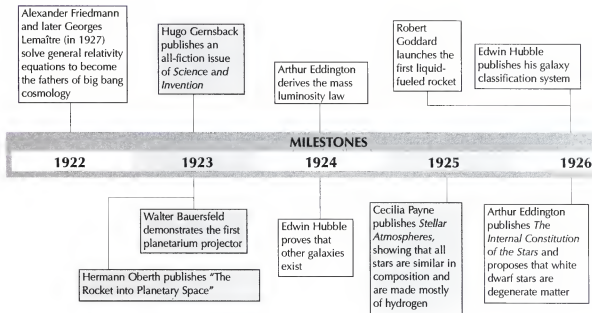 Alexander Friedmann
and later Georges
Lemaître (in 1927)
solve general relativity
equations to become
the fathers of big bang
cosmology
Hugo Gernsback
publishes an
all-fiction issue
of Science and
Invention
Arthur Eddington
derives the mass
luminosity law
Robert
Goddard
launches the
first liquid-
fueled rocket
Edwin Hubble
publishes his galaxy
classification system
MILESTONES
1922 1923 1924 1925 1926
Walter Bauersfeld
demonstrates the first
planetarium projector
Hermann Oberth publishes "The
Rocket into Planetary Space"
Edwin Hubble
proves that
other galaxies
exist
Cecilia Payne
publishes Stellar
Atmospheres,
showing that all
stars are similar in
composition and
are made mostly
of hydrogen
Arthur Eddington
publishes The
Internal Constitution
of the Stars and
proposes that white
dwarf stars are
degenerate matter